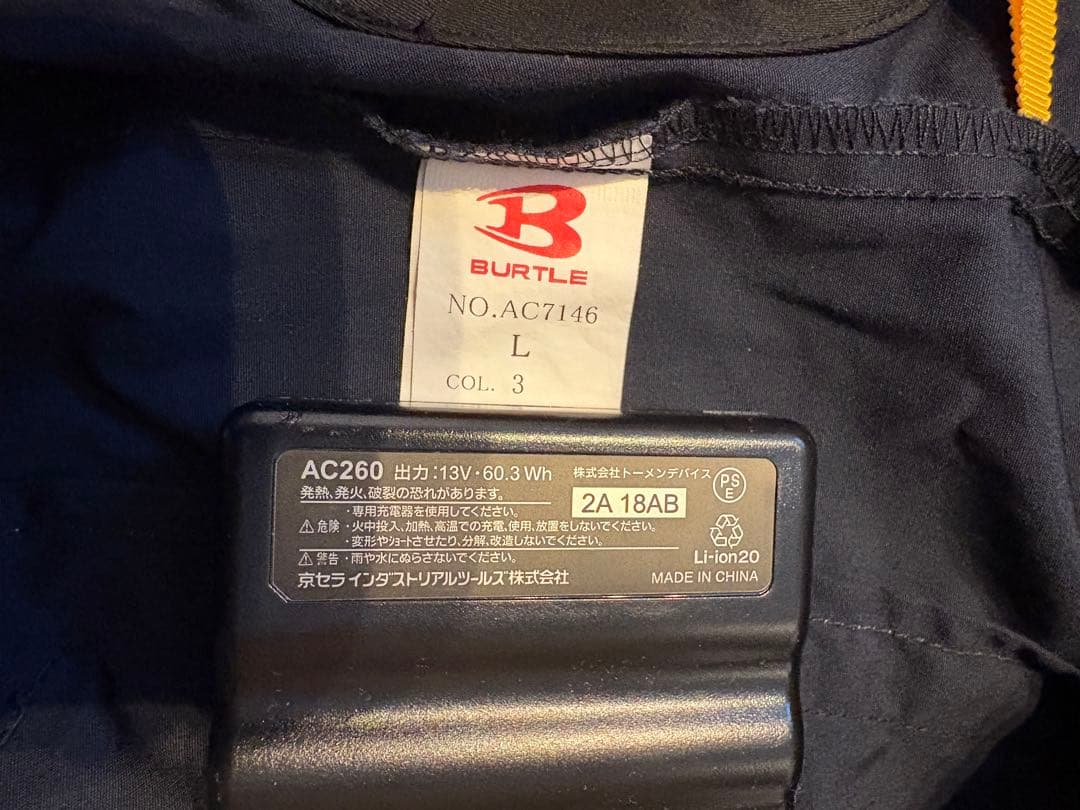 BURTLE
NO.AC7146
L
COL. 3
AC260 出力:13V・60.3 Wh 株式会社トーメンデバイス PSE
発熱、発火、破裂の恐れがあります。
2A 18AB
・専用充電器を使用してください。
危険 ・火中投入、加熱、高温での充電、使用、放置をしないでください。
・変形やショートさせたり、分解、改造しないでください。
警告 ・雨や水にぬらさないでください。
Li-ion20
京セラ インダストリアルツールズ株式会社 MADE IN CHINA